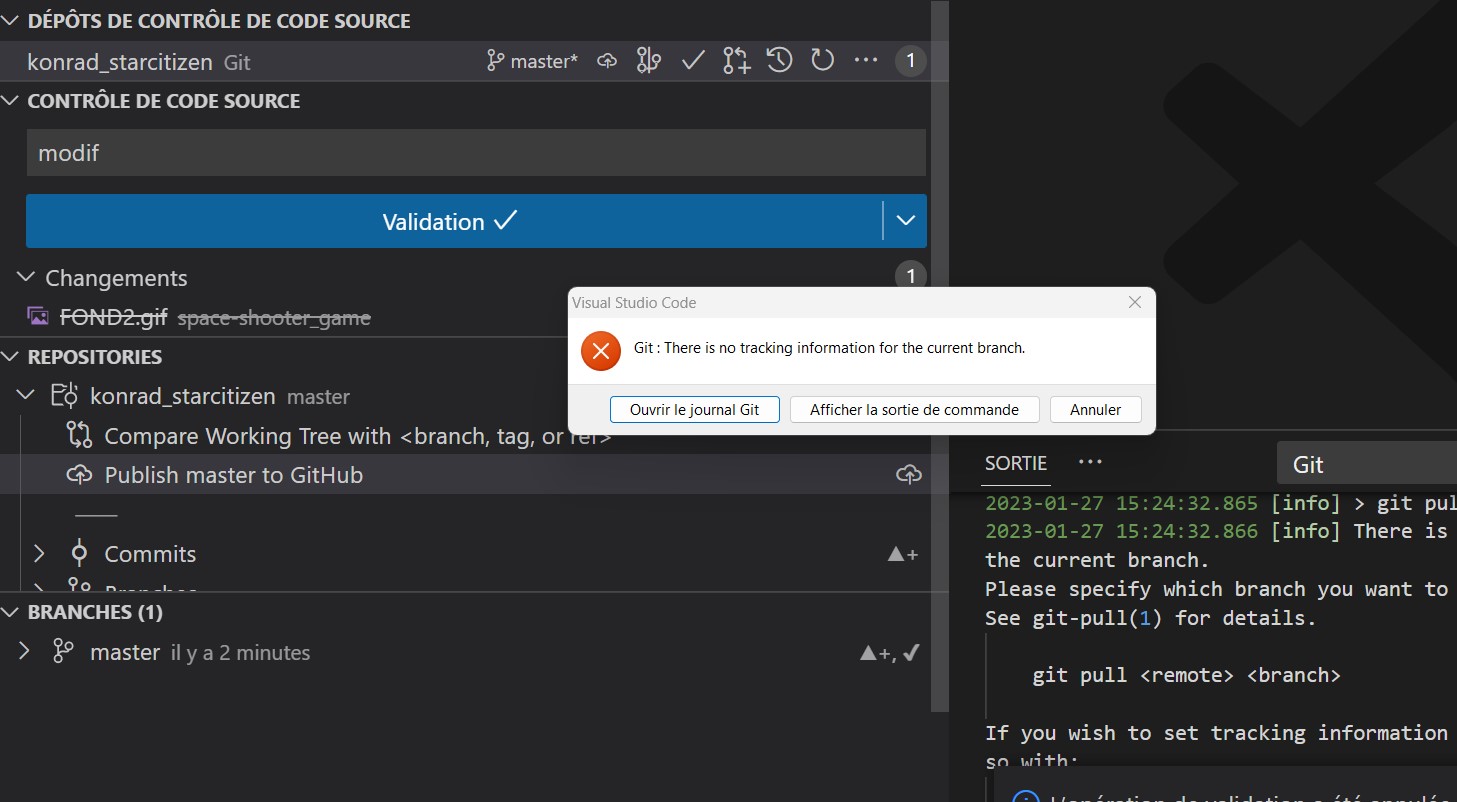 DÉPÔTS DE CONTRÔLE DE CODE SOURCE
konrad_starcitizen Git master* 1
CONTRÔLE DE CODE SOURCE
modif
Validation
Changements 1
FOND2.gif space-shooter_game
REPOSITORIES
konrad_starcitizen master
Compare Working Tree with <branch, tag, or ref>
Publish master to GitHub
Commits
Branches
BRANCHES (1)
master il y a 2 minutes
Visual Studio Code
Git : There is no tracking information for the current branch.
Ouvrir le journal Git
Afficher la sortie de commande
Annuler
SORTIE
Git
2023-01-27 15:24:32.865 [info] > git pul
2023-01-27 15:24:32.866 [info] There is
the current branch.
Please specify which branch you want to
See git-pull(1) for details.
git pull <remote> <branch>
If you wish to set tracking information
so with:
L'opération de validation a été annulée